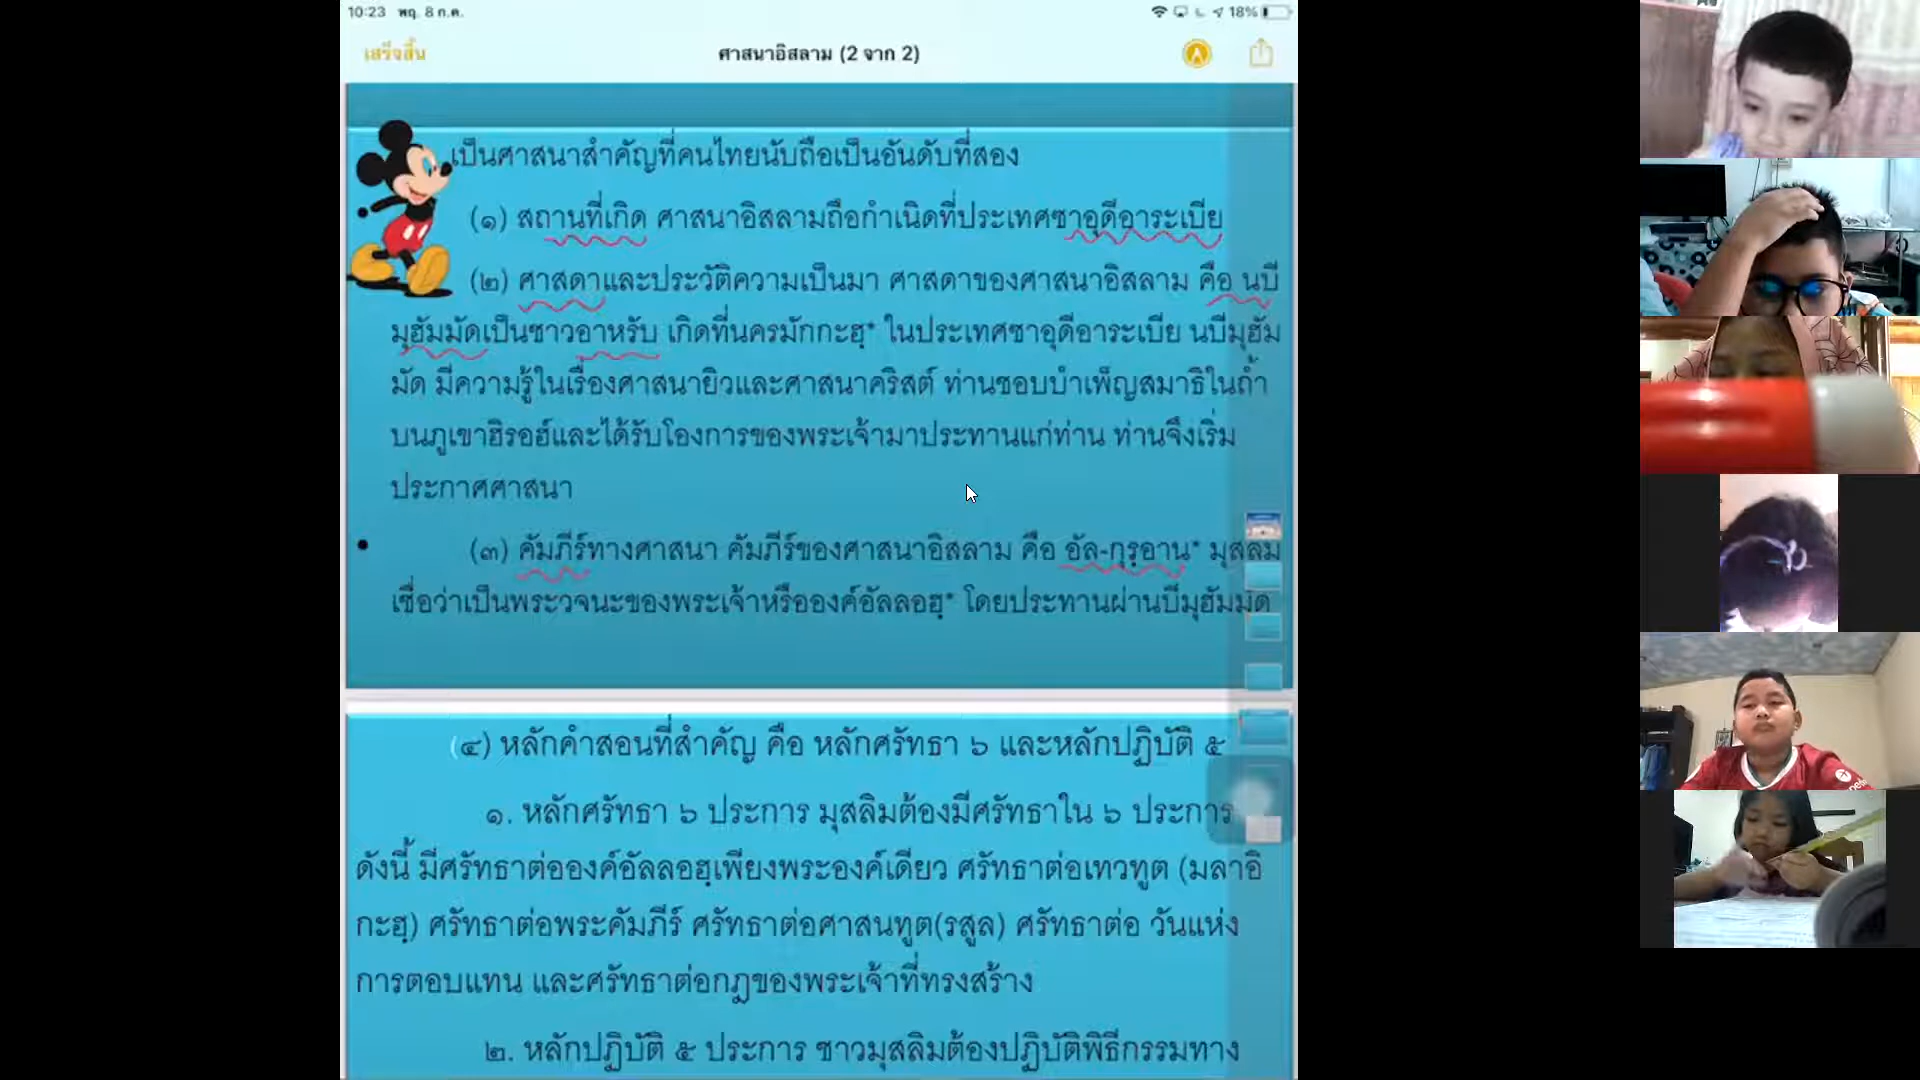 10:23 พฤ. 8 ก.ค.
18%
เสร็จสิ้น
ศาสนาอิสลาม (2 จาก 2)
เป็นศาสนาสำคัญที่คนไทยนับถือเป็นอันดับที่สอง
(๑) สถานที่เกิด ศาสนาอิสลามถือกำเนิดที่ประเทศซาอุดีอาระเบีย
(๒) ศาสดาและประวัติความเป็นมา ศาสดาของศาสนาอิสลาม คือ นบี
มุฮัมมัดเป็นชาวอาหรับ เกิดที่นครมักกะฮฺ* ในประเทศซาอุดีอาระเบีย นบีมุฮัม
มัด มีความรู้ในเรื่องศาสนายิวและศาสนาคริสต์ ท่านชอบบำเพ็ญสมาธิในถ้ำ
บนภูเขาฮิรอฮ์และได้รับโองการของพระเจ้ามาประทานแก่ท่าน ท่านจึงเริ่ม
ประกาศศาสนา
• (๓) คัมภีร์ทางศาสนา คัมภีร์ของศาสนาอิสลาม คือ อัล-กุรฺอาน* มุสลิม
เชื่อว่าเป็นพระวจนะของพระเจ้าหรือองค์อัลลอฮฺ* โดยประทานผ่านบีมุฮัมมัด
(๔) หลักคำสอนที่สำคัญ คือ หลักศรัทธา ๖ และหลักปฏิบัติ ๕
๑. หลักศรัทธา ๖ ประการ มุสลิมต้องมีศรัทธาใน ๖ ประการ
ดังนี้ มีศรัทธาต่อองค์อัลลอฮฺเพียงพระองค์เดียว ศรัทธาต่อเทวทูต (มลาอิ
กะฮฺ) ศรัทธาต่อพระคัมภีร์ ศรัทธาต่อศาสนทูต(รสูล) ศรัทธาต่อ วันแห่ง
การตอบแทน และศรัทธาต่อกฎของพระเจ้าที่ทรงสร้าง
๒. หลักปฏิบัติ ๕ ประการ ชาวมุสลิมต้องปฏิบัติพิธีกรรมทาง